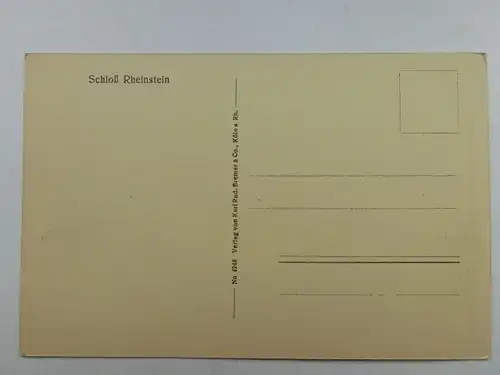 Schloß Rheinstein
No 4248 Verlag von Karl Rud. Bremer & Co., Köln a Rh.